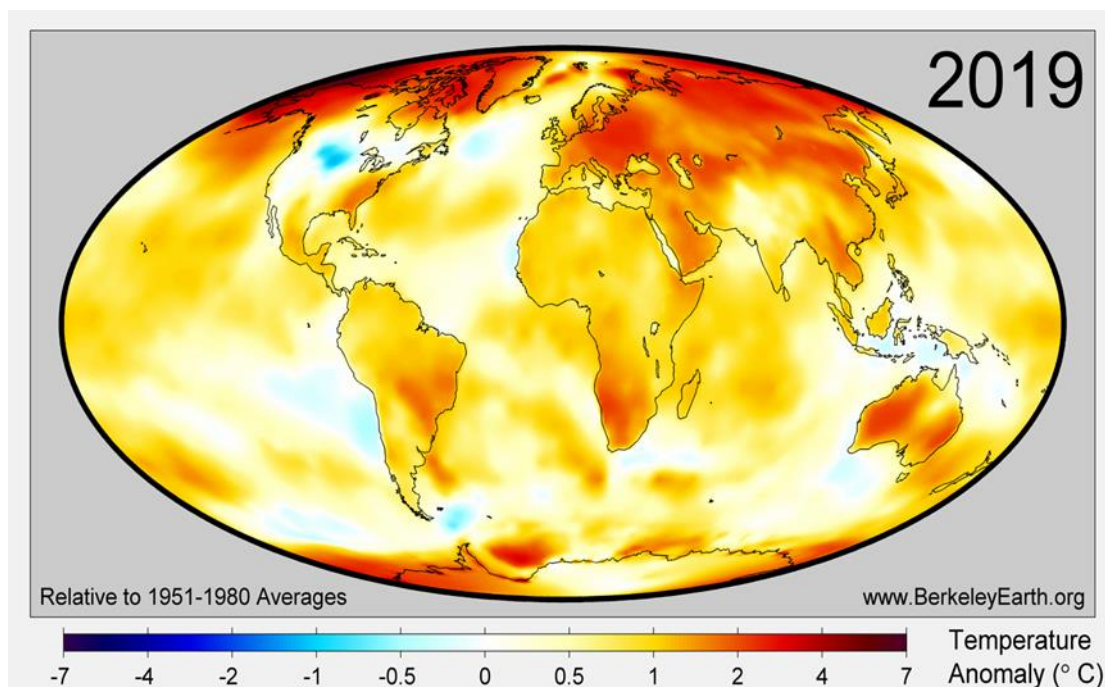 2019
Relative to 1951-1980 Averages
www.BerkeleyEarth.org
-7 -4 -2 -1 -0.5 0 0.5 1 2 4 7
Temperature
Anomaly (° C)